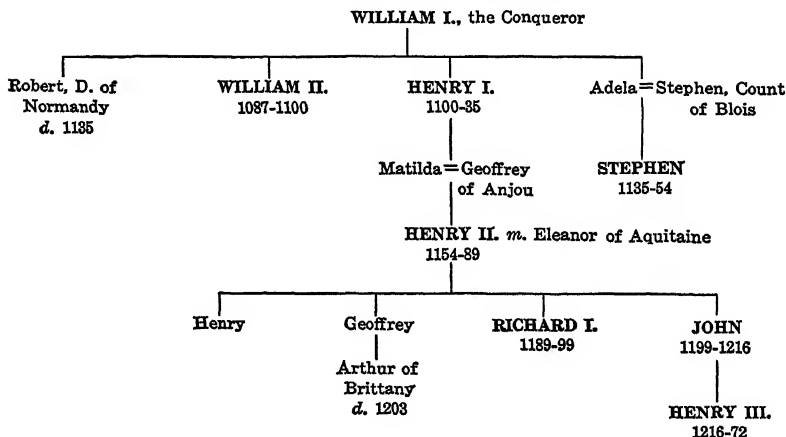 WILLIAM I., the Conqueror
Robert, D. of
Normandy
d. 1135
WILLIAM II.
1087-1100
HENRY I.
1100-35
Adela=Stephen, Count
of Blois
Matilda=Geoffrey
of Anjou
STEPHEN
1135-54
HENRY II. m. Eleanor of Aquitaine
1154-89
Henry
Geoffrey
RICHARD I.
1189-99
JOHN
1199-1216
Arthur of
Brittany
d. 1203
HENRY III.
1216-72